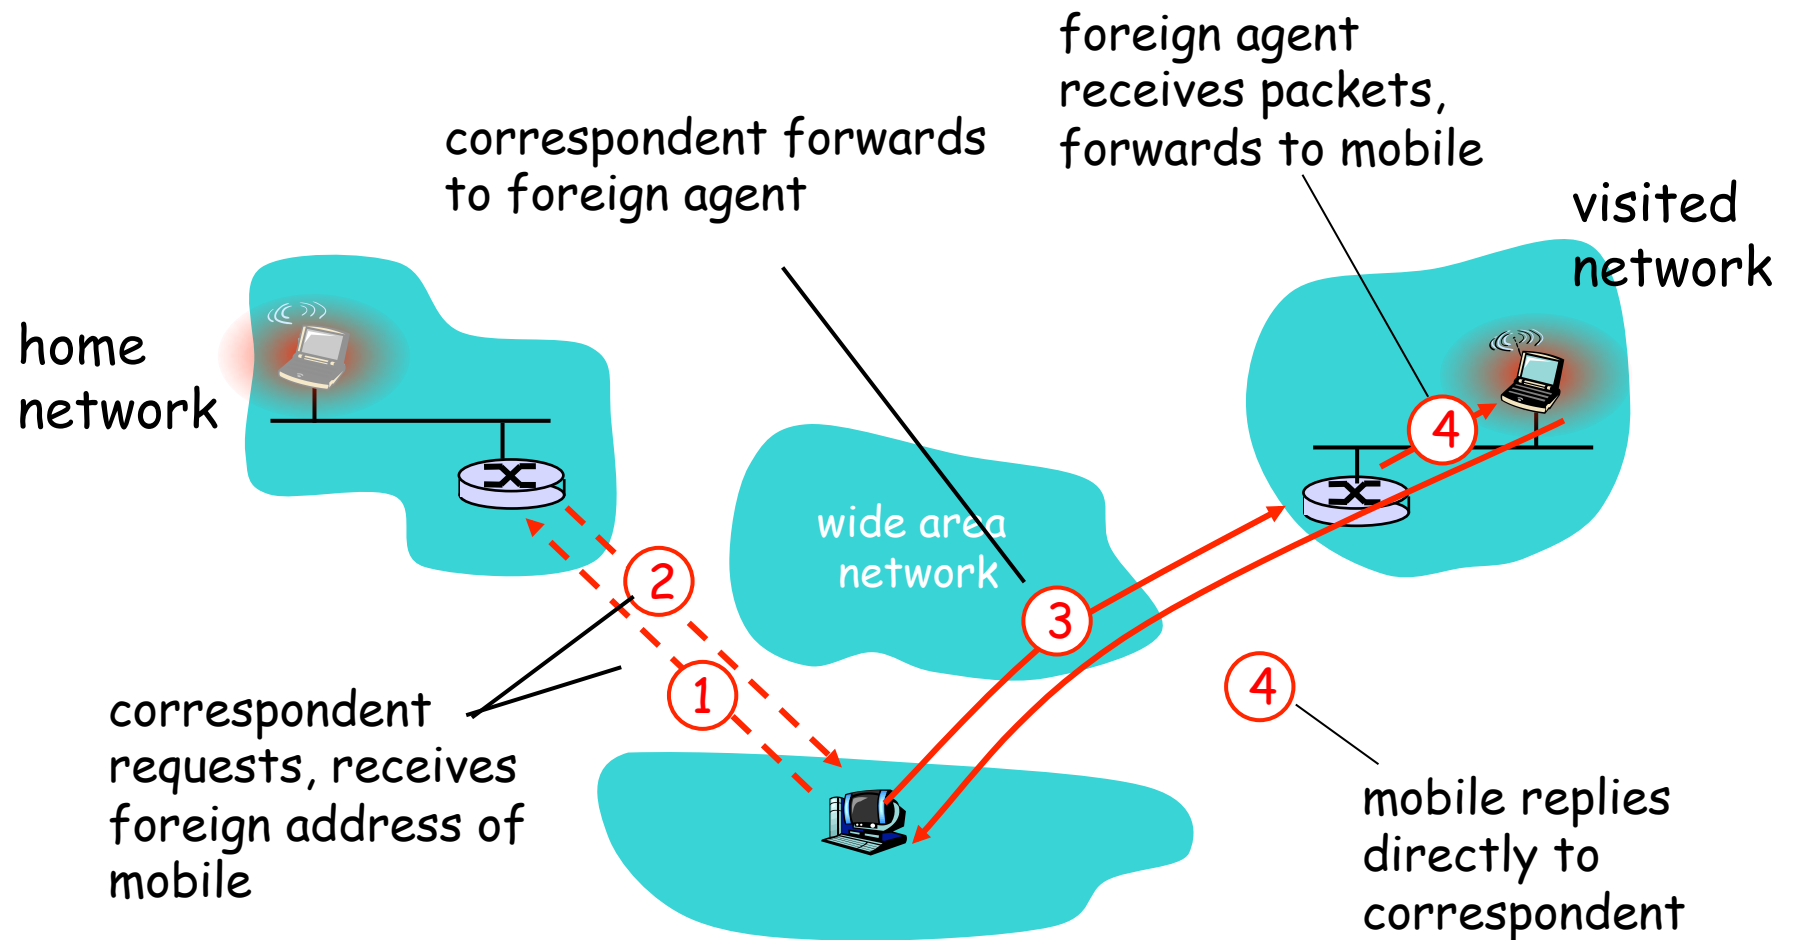 foreign agent
receives packets,
forwards to mobile
correspondent forwards
to foreign agent
visited
network
home
network
4
wide area
network
2
3
1
4
correspondent
requests, receives
foreign address of
mobile
mobile replies
directly to
correspondent